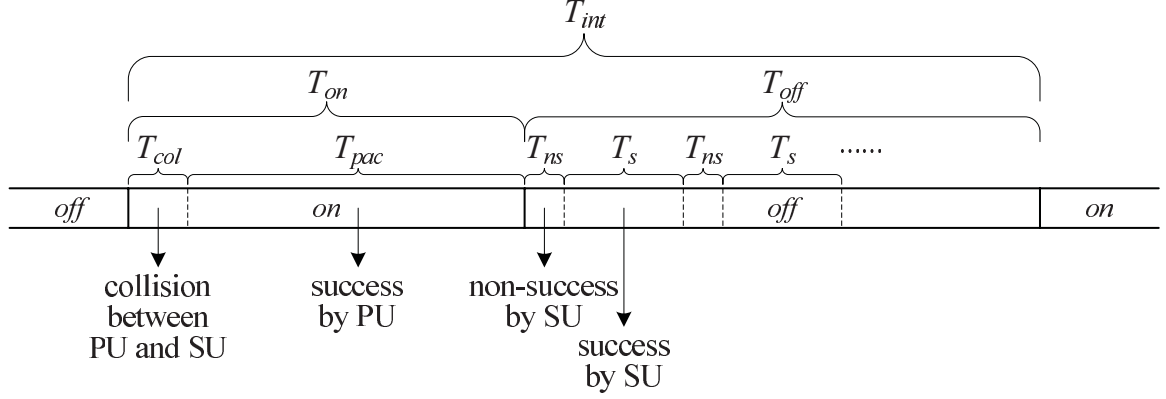 T_int
T_on T_off
T_col T_pac T_ns T_s T_ns T_s ......
off on off on
collision
between
PU and SU
success
by PU
non-success
by SU
success
by SU